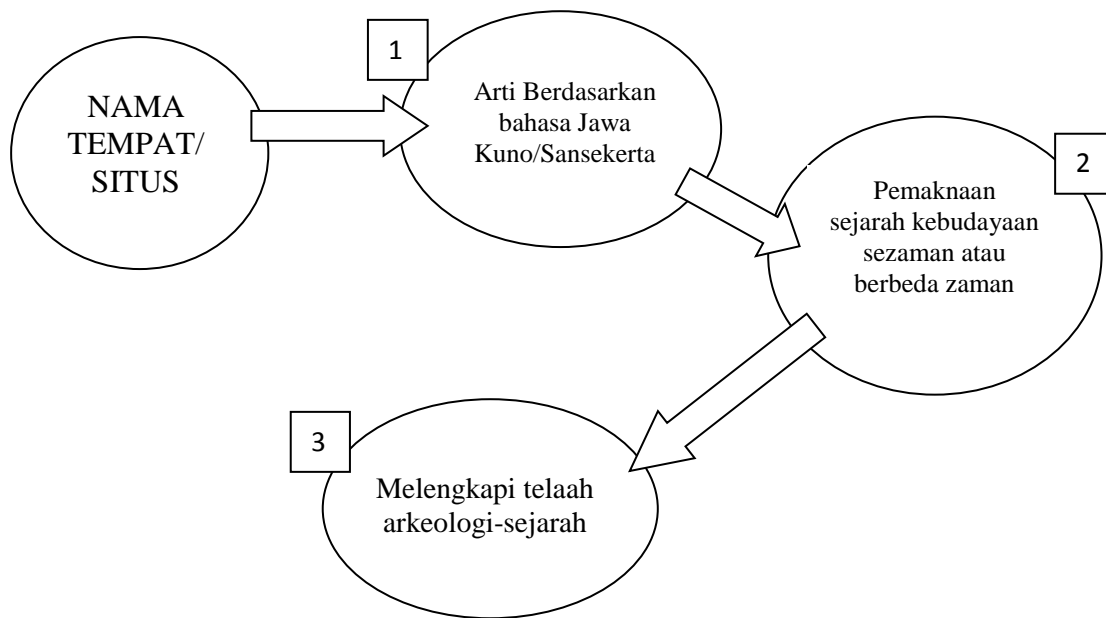 NAMA
TEMPAT/
SITUS
1
Arti Berdasarkan
bahasa Jawa
Kuno/Sansekerta
2
Pemaknaan
sejarah kebudayaan
sezaman atau
berbeda zaman
3
Melengkapi telaah
arkeologi-sejarah